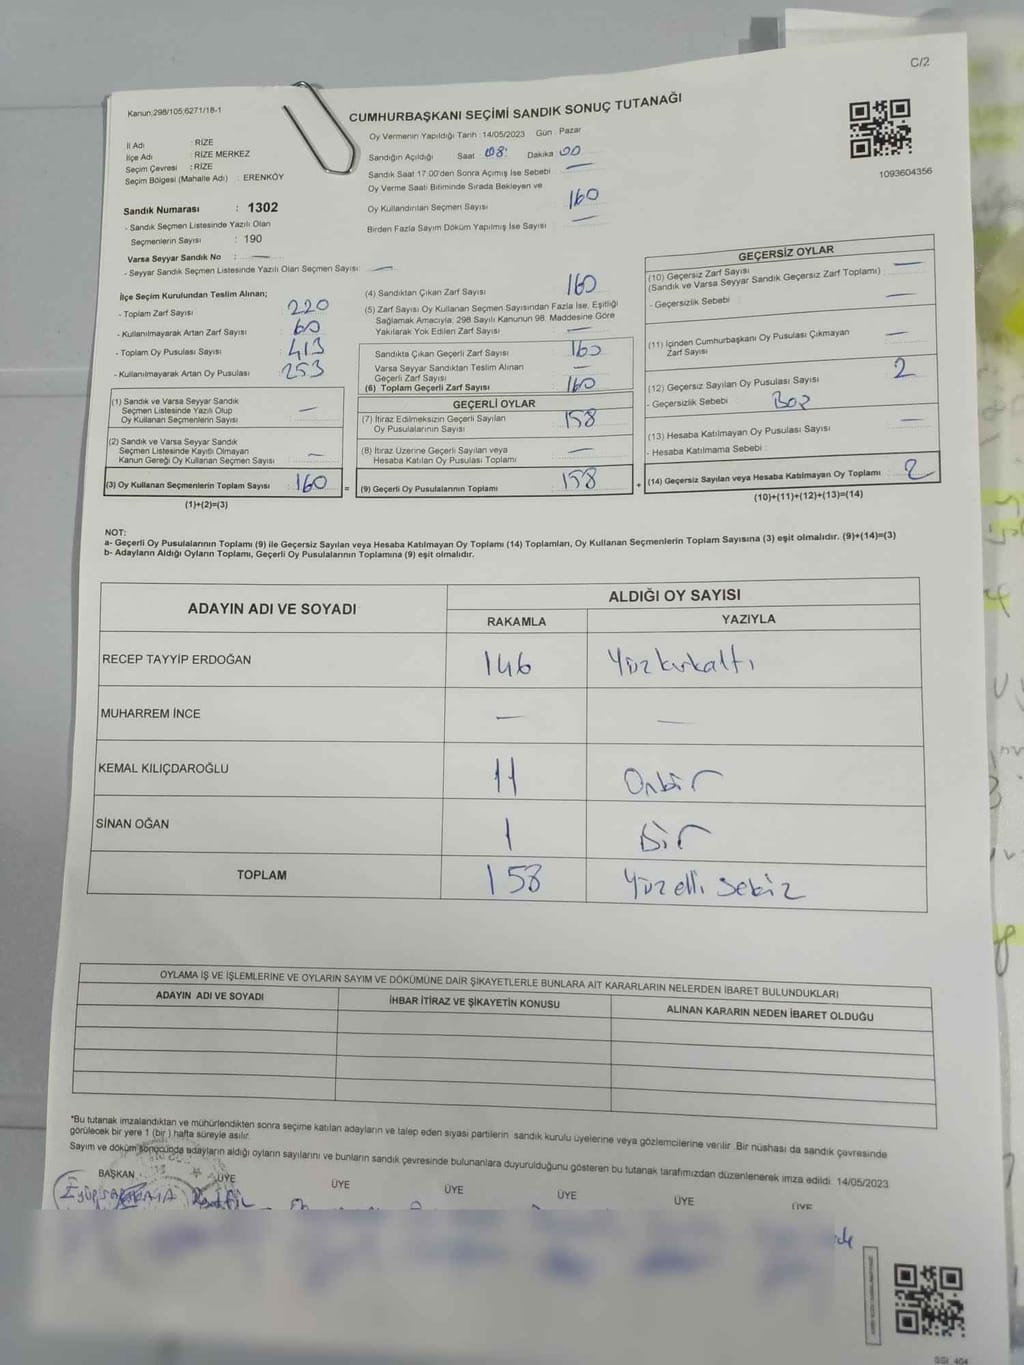 C/2
Kanun:298/105,6271/18-1
CUMHURBAŞKANI SEÇİMİ SANDIK SONUÇ TUTANAĞI
İl Adı : RİZE
İlçe Adı : RİZE MERKEZ
Seçim Çevresi : RİZE
Seçim Bölgesi (Mahalle Adı) : ERENKÖY
Sandık Numarası : 1302
- Sandık Seçmen Listesinde Yazılı Olan
Seçmenlerin Sayısı : 190
Varsa Seyyar Sandık No : —
- Seyyar Sandık Seçmen Listesinde Yazılı Olan Seçmen Sayısı : —
Oy Vermenin Yapıldığı Tarih : 14/05/2023 Gün : Pazar
Sandığın Açıldığı Saat 08: Dakika : 00
Sandık Saat 17.00'den Sonra Açımış İse Sebebi : —
Oy Verme Saati Bitiminde Sırada Bekleyen ve
Oy Kullandırılan Seçmen Sayısı 160
Birden Fazla Sayım Döküm Yapılmış İse Sayısı : —
1093604356
İlçe Seçim Kurulundan Teslim Alınan;
- Toplam Zarf Sayısı : 220
- Kullanılmayarak Artan Zarf Sayısı : 60
- Toplam Oy Pusulası Sayısı : 413
- Kullanılmayarak Artan Oy Pusulası : 253
(1) Sandık ve Varsa Seyyar Sandık
Seçmen Listesinde Yazılı Olup
Oy Kullanan Seçmenlerin Sayısı : —
(2) Sandık ve Varsa Seyyar Sandık
Seçmen Listesinde Kayıtlı Olmayan
Kanun Gereği Oy Kullanan Seçmen Sayısı : —
(3) Oy Kullanan Seçmenlerin Toplam Sayısı : 160 =
(1)+(2)=(3)
(4) Sandıktan Çıkan Zarf Sayısı : 160
(5) Zarf Sayısı Oy Kullanan Seçmen Sayısından Fazla İse, Eşitliği
Sağlamak Amacıyla, 298 Sayılı Kanunun 98. Maddesine Göre
Yakılarak Yok Edilen Zarf Sayısı : —
Sandıkta Çıkan Geçerli Zarf Sayısı : 160
Varsa Seyyar Sandıktan Teslim Alınan
Geçerli Zarf Sayısı : —
(6) Toplam Geçerli Zarf Sayısı : 160
GEÇERLİ OYLAR
(7) İtiraz Edilmeksizin Geçerli Sayılan
Oy Pusulalarının Sayısı : 158
(8) İtiraz Üzerine Geçerli Sayılan veya
Hesaba Katılan Oy Pusulası Toplamı : —
(9) Geçerli Oy Pusulalarının Toplamı : 158 +
GEÇERSİZ OYLAR
(10) Geçersiz Zarf Sayısı : —
(Sandık ve Varsa Seyyar Sandık Geçersiz Zarf Toplamı)
- Geçersizlik Sebebi : —
(11) İçinden Cumhurbaşkanı Oy Pusulası Çıkmayan
Zarf Sayısı : —
(12) Geçersiz Sayılan Oy Pusulası Sayısı : 2
- Geçersizlik Sebebi : Boş
(13) Hesaba Katılmayan Oy Pusulası Sayısı : —
- Hesaba Katılmama Sebebi :
(14) Geçersiz Sayılan veya Hesaba Katılmayan Oy Toplamı : 2
(10)+(11)+(12)+(13)=(14)
NOT:
a- Geçerli Oy Pusulalarının Toplamı (9) ile Geçersiz Sayılan veya Hesaba Katılmayan Oy Toplamı (14) Toplamları, Oy Kullanan Seçmenlerin Toplam Sayısına (3) eşit olmalıdır. (9)+(14)=(3)
b- Adayların Aldığı Oyların Toplamı, Geçerli Oy Pusulalarının Toplamına (9) eşit olmalıdır.
ADAYIN ADI VE SOYADI
ALDIĞI OY SAYISI
RAKAMLA YAZIYLA
RECEP TAYYİP ERDOĞAN 146 Yüzkırkaltı
MUHARREM İNCE — —
KEMAL KILIÇDAROĞLU 11 Onbir
SİNAN OĞAN 1 Bir
TOPLAM 158 Yüzelli sekiz
OYLAMA İŞ VE İŞLEMLERİNE VE OYLARIN SAYIM VE DÖKÜMÜNE DAİR ŞİKAYETLERLE BUNLARA AİT KARARLARIN NELERDEN İBARET BULUNDUKLARI
ADAYIN ADI VE SOYADI İHBAR İTİRAZ VE ŞİKAYETİN KONUSU ALINAN KARARIN NEDEN İBARET OLDUĞU
*Bu tutanak imzalandıktan ve mühürlendikten sonra seçime katılan adayların ve talep eden siyasi partilerin sandık kurulu üyelerine veya gözlemcilerine verilir. Bir nüshası da sandık çevresinde
görülecek bir yere 1 (bir) hafta süreyle asılır.
Sayım ve döküm sonucunda adayların aldığı oyların sayılarını ve bunların sandık çevresinde bulunanlara duyurulduğunu gösteren bu tutanak tarafımızdan düzenlenerek imza edildi. 14/05/2023
BAŞKAN ÜYE ÜYE ÜYE ÜYE ÜYE ÜYE